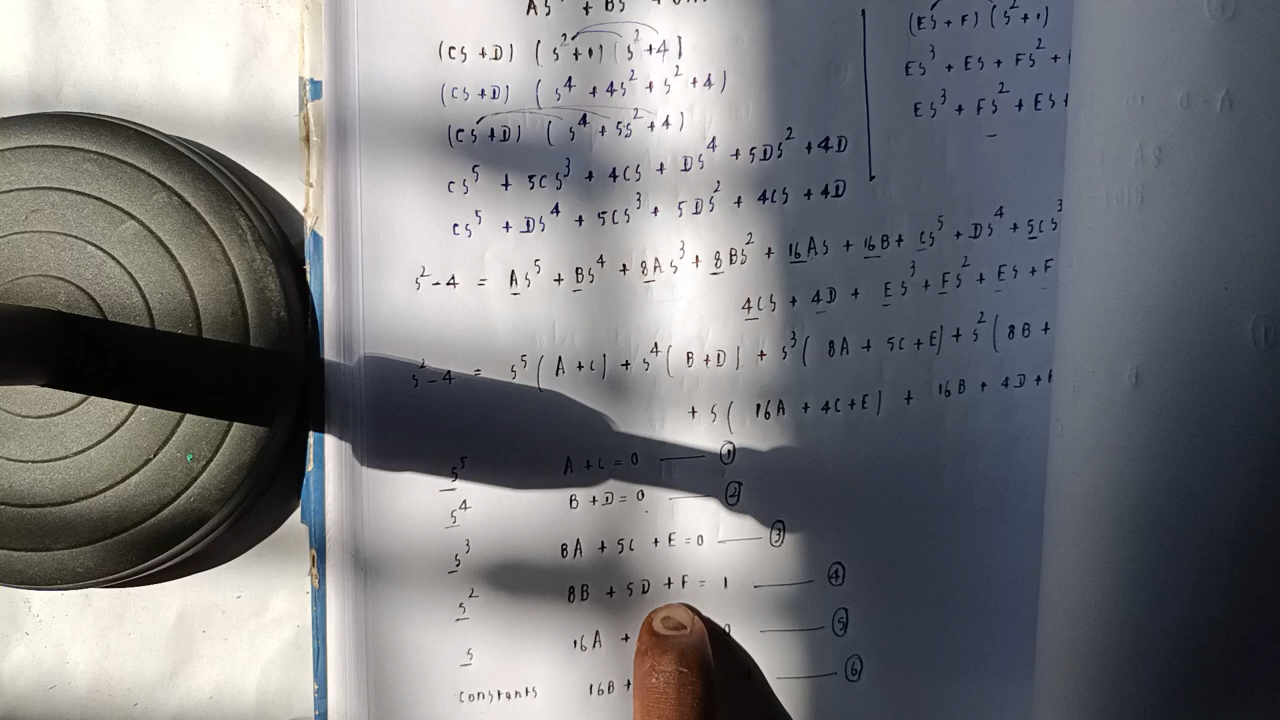 As + Bs
(Cs + D) (s² + 1) (s² + 4)
(Cs + D) (s⁴ + 4s² + s² + 4)
(Cs + D) (s⁴ + 5s² + 4)
Cs⁵ + 5Cs³ + 4Cs + Ds⁴ + 5Ds² + 4D
Cs⁵ + Ds⁴ + 5Cs³ + 5Ds² + 4Cs + 4D
(Es + F) (s² + 1)
Es³ + Es + Fs² +
Es³ + Fs² + Es +
s² - 4 = As⁵ + Bs⁴ + 8As³ + 8Bs² + 16As + 16B + Cs⁵ + Ds⁴ + 5Cs³
4Cs + 4D + Es³ + Fs² + Es + F
s² - 4 = s⁵ (A + C) + s⁴ (B + D) + s³ (8A + 5C + E) + s² (8B +
+ s (16A + 4C + E) + 16B + 4D + F
s⁵ A + C = 0 — ①
s⁴ B + D = 0 — ②
s³ 8A + 5C + E = 0 — ③
s² 8B + 5D + F = 1 — ④
s 16A + 0 — ⑤
constants 16B + — ⑥